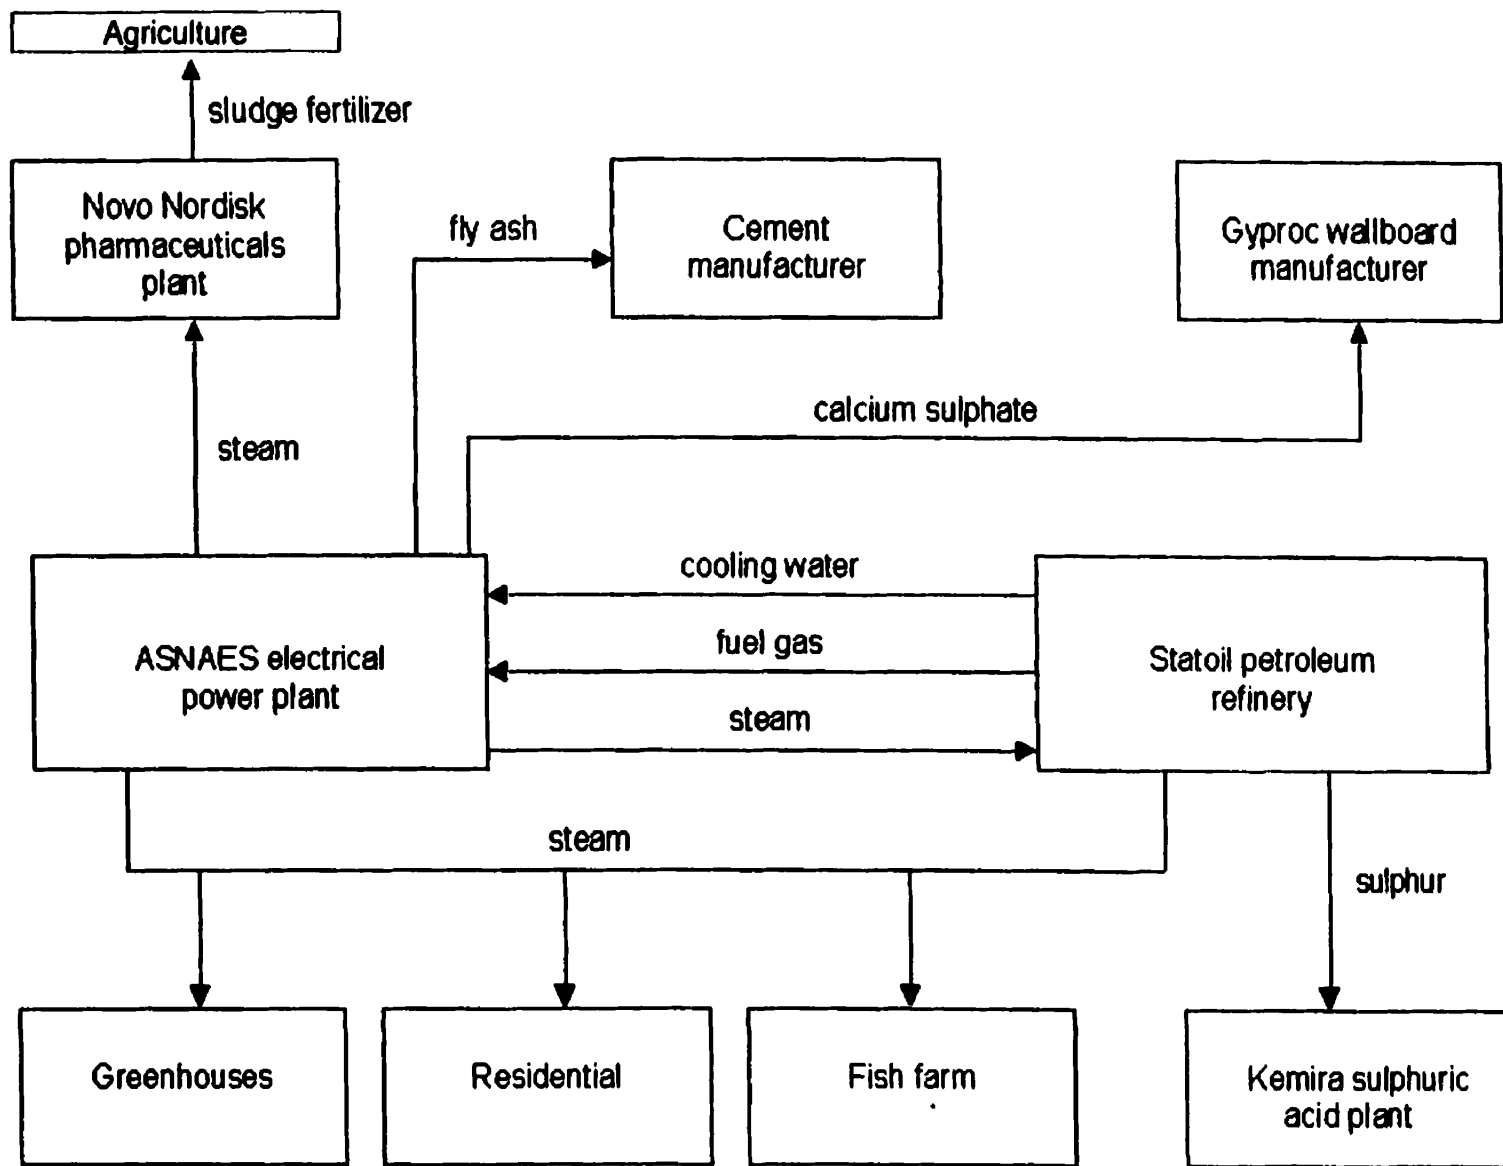 Agriculture
sludge fertilizer
Novo Nordisk
pharmaceuticals
plant
fly ash
Cement
manufacturer
Gyproc wallboard
manufacturer
calcium sulphate
steam
cooling water
fuel gas
steam
ASNAES electrical
power plant
Statoil petroleum
refinery
steam
sulphur
Greenhouses
Residential
Fish farm
Kemira sulphuric
acid plant